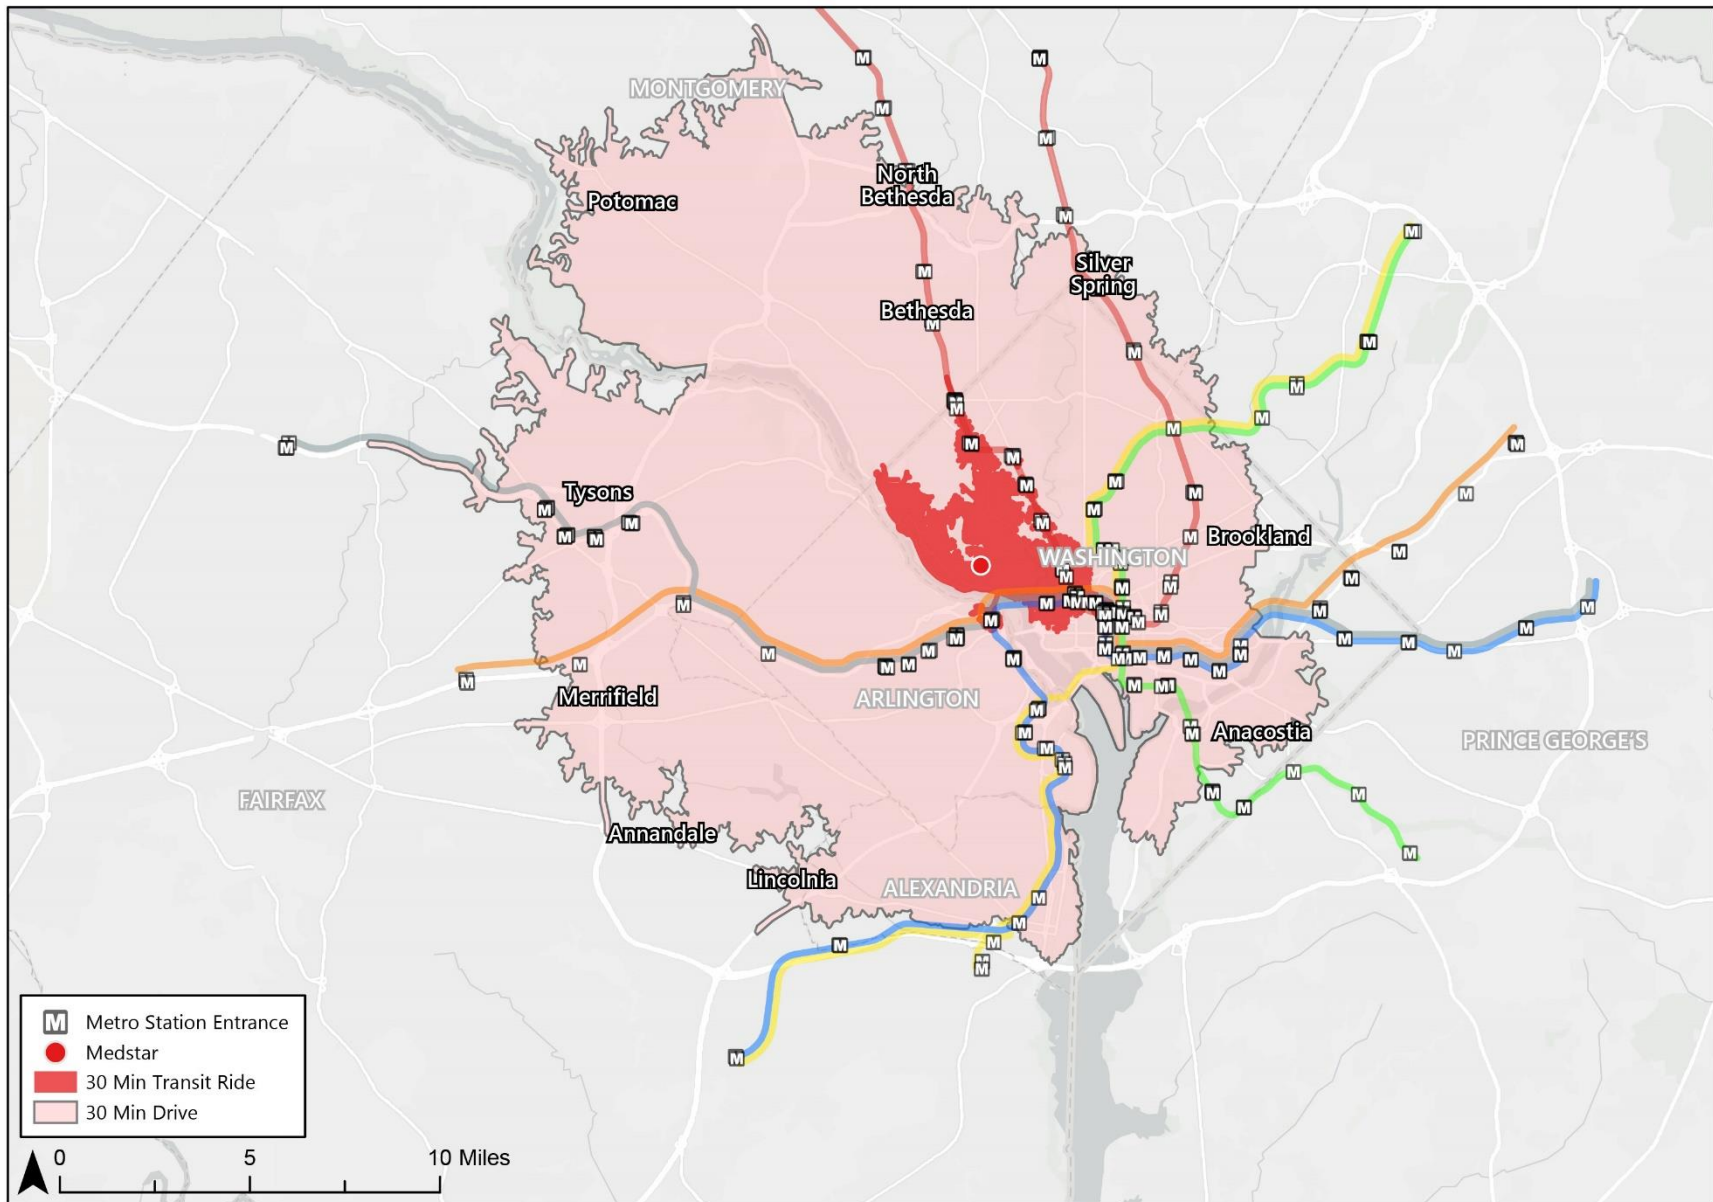 MONTGOMERY
North
Bethesda
Potomac
Silver
Spring
Bethesda
Tysons
Brookland
WASHINGTON
Merrifield
ARLINGTON
Anacostia
PRINCE GEORGE'S
FAIRFAX
Annandale
Lincolnia
ALEXANDRIA
M Metro Station Entrance
Medstar
30 Min Transit Ride
30 Min Drive
0 5 10 Miles